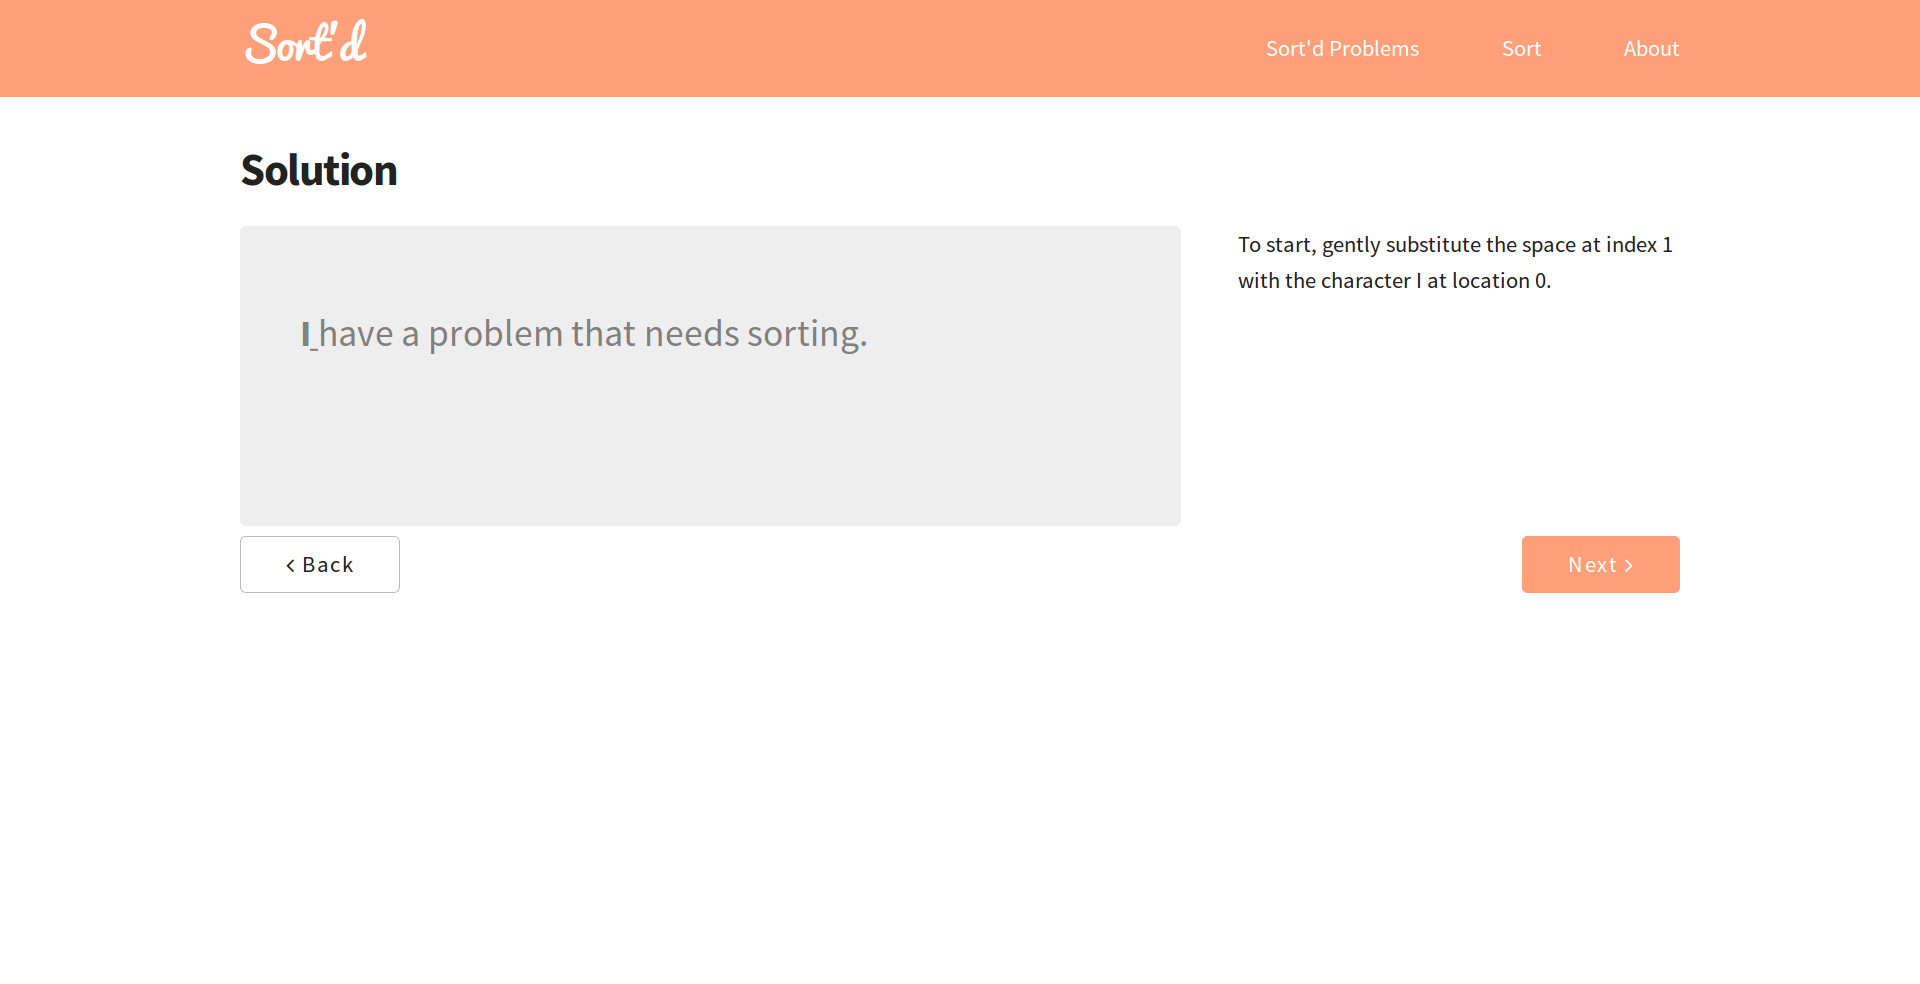 Sort'd
Sort'd Problems Sort About
Solution
I have a problem that needs sorting.
To start, gently substitute the space at index 1
with the character I at location 0.
‹ Back
Next ›